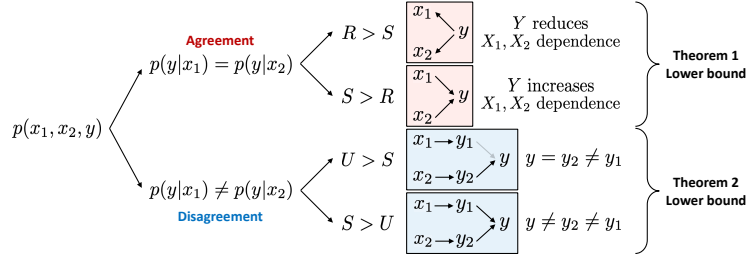 Agreement
p(y|x₁) = p(y|x₂)
R > S
x₁
x₂
y
Y reduces
X₁, X₂ dependence
S > R
x₁
x₂
y
Y increases
X₁, X₂ dependence
Theorem 1
Lower bound
p(x₁, x₂, y)
p(y|x₁) ≠ p(y|x₂)
Disagreement
U > S
x₁ → y₁
x₂ → y₂
y
y = y₂ ≠ y₁
S > U
x₁ → y₁
x₂ → y₂
y
y ≠ y₂ ≠ y₁
Theorem 2
Lower bound